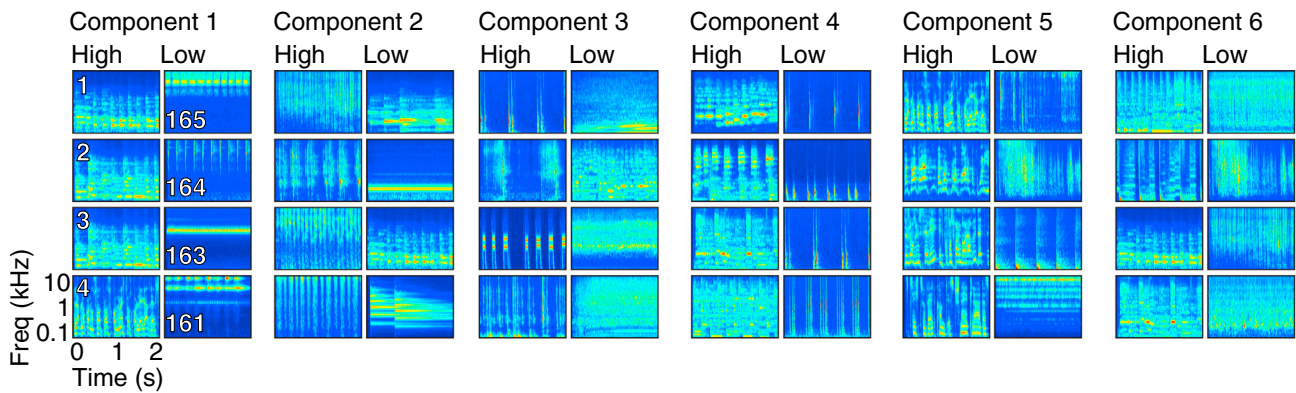 Component 1 Component 2 Component 3 Component 4 Component 5 Component 6
High Low High Low High Low High Low High Low High Low
1 165
2 164
3 163
4 161
Freq (kHz)
10
1
0.1
0 1 2
Time (s)